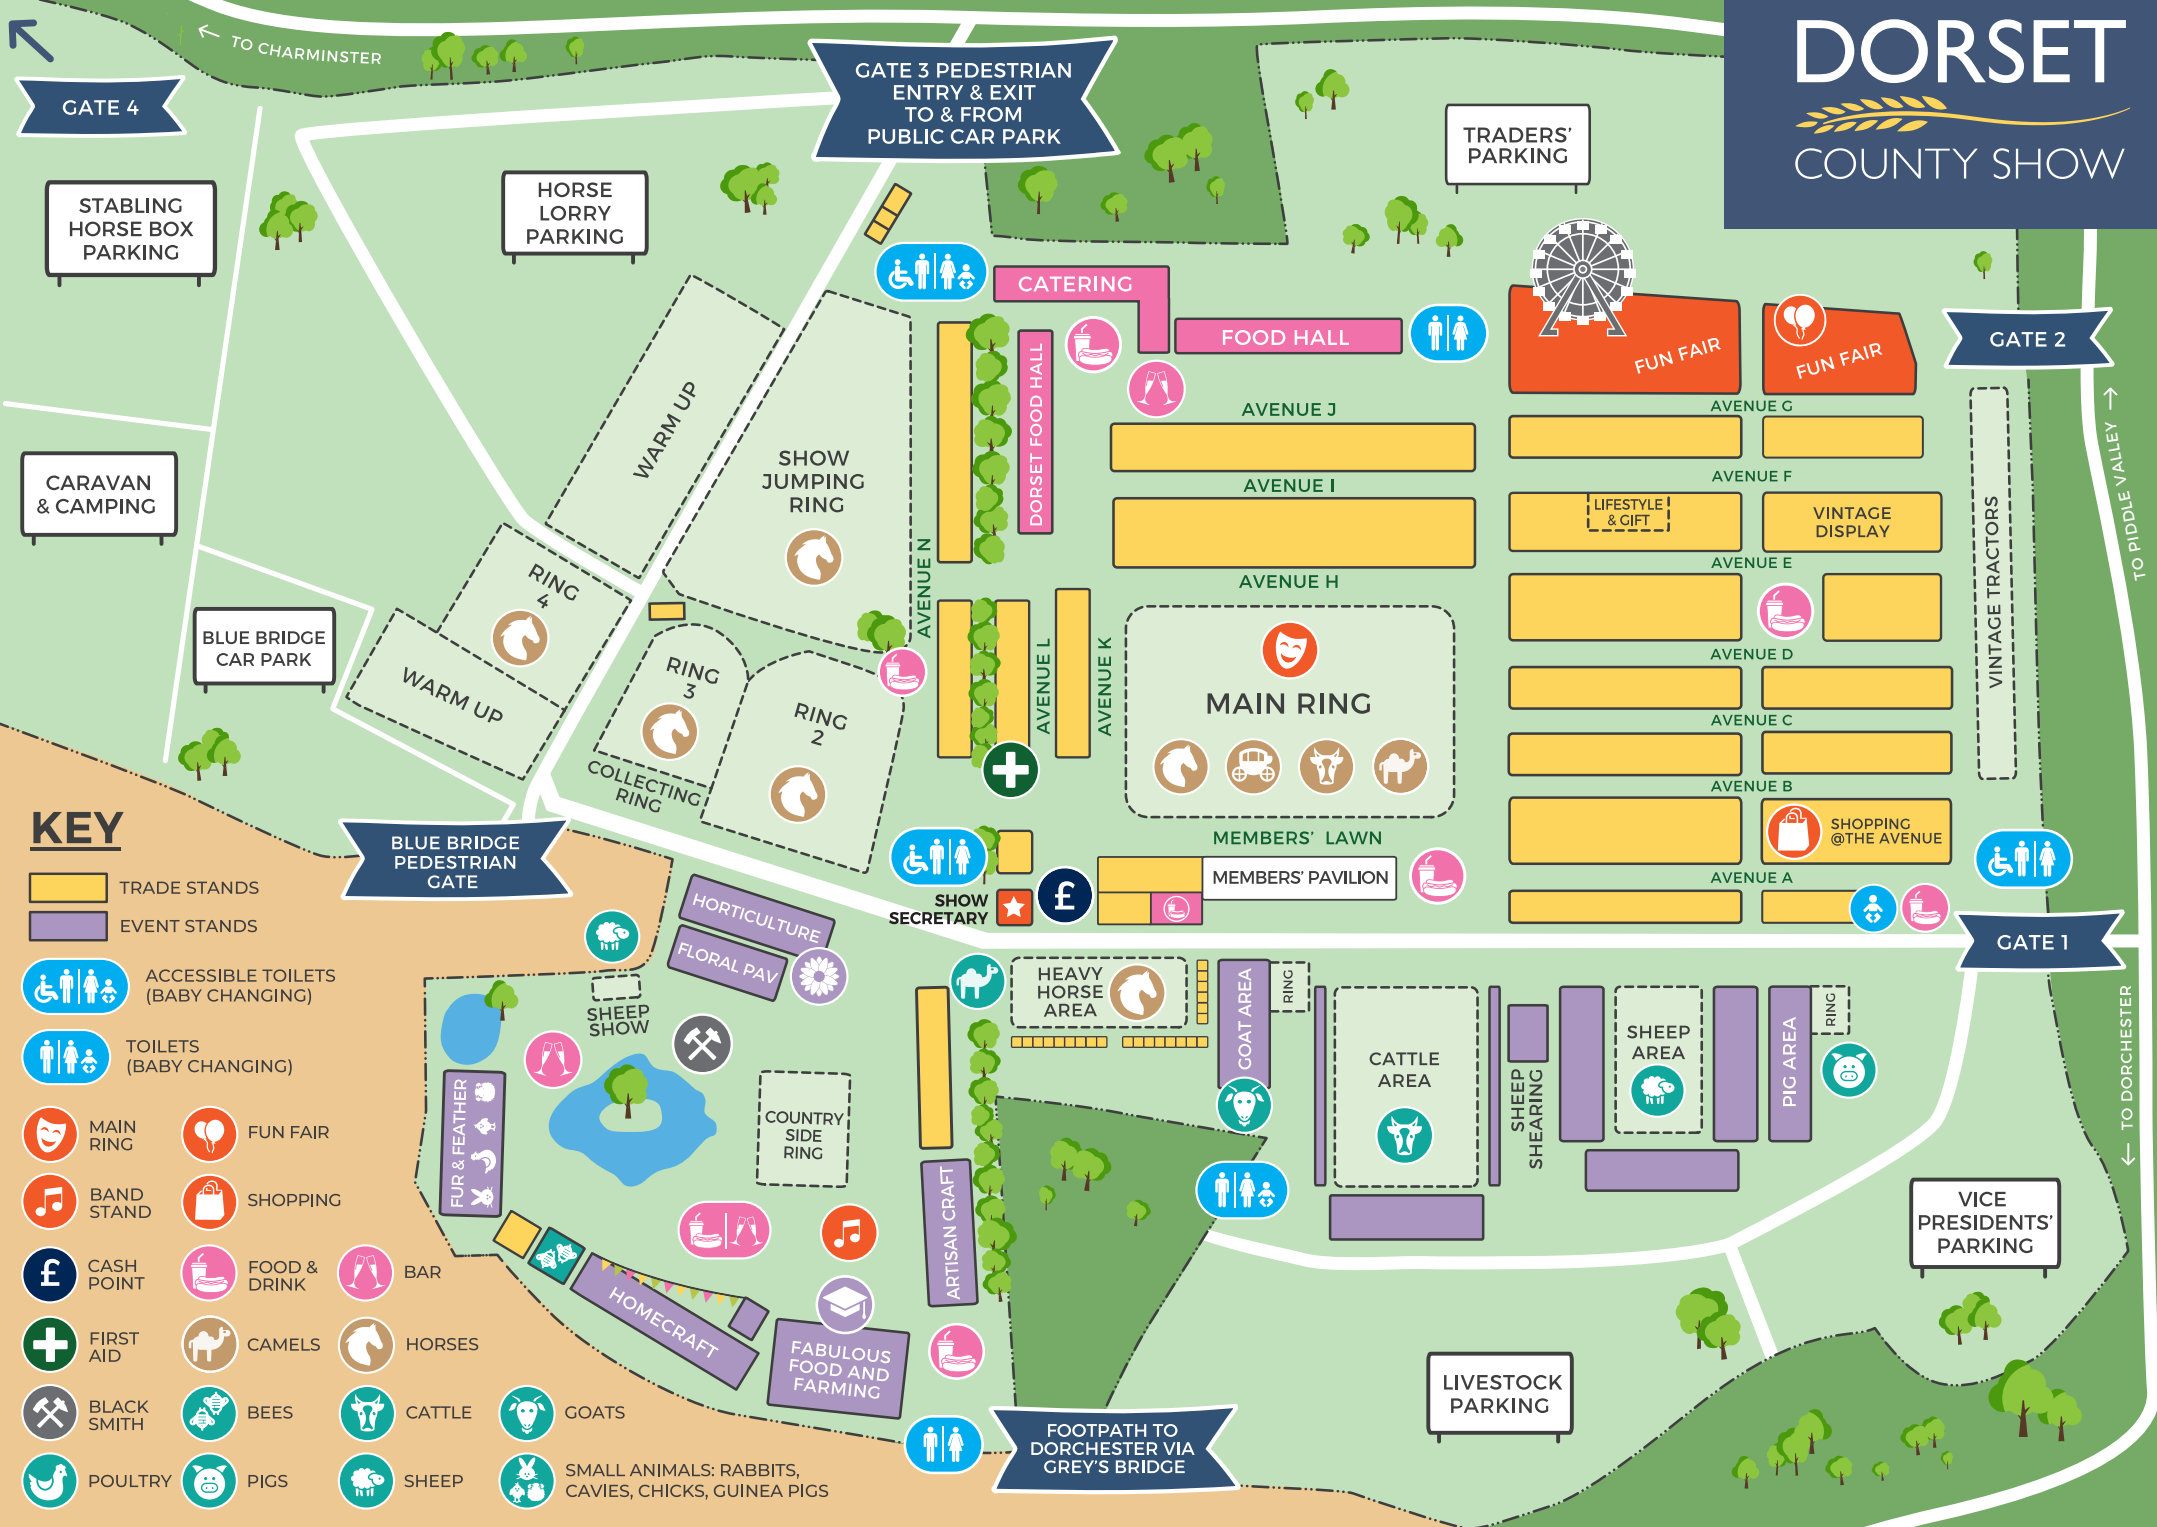 DORSET
COUNTY SHOW
← TO CHARMINSTER
GATE 4
GATE 3 PEDESTRIAN
ENTRY & EXIT
TO & FROM
PUBLIC CAR PARK
TRADERS'
PARKING
STABLING
HORSE BOX
PARKING
HORSE
LORRY
PARKING
CATERING
FOOD HALL
DORSET FOOD HALL
FUN FAIR
FUN FAIR
GATE 2
TO PIDDLE VALLEY →
WARM UP
SHOW
JUMPING
RING
AVENUE J
AVENUE I
AVENUE H
AVENUE G
AVENUE F
LIFESTYLE
& GIFT
VINTAGE
DISPLAY
AVENUE E
AVENUE D
AVENUE C
AVENUE B
SHOPPING
@THE AVENUE
AVENUE A
VINTAGE TRACTORS
CARAVAN
& CAMPING
BLUE BRIDGE
CAR PARK
RING
4
WARM UP
RING
3
RING
2
COLLECTING
RING
AVENUE N
AVENUE L
AVENUE K
MAIN RING
MEMBERS' LAWN
MEMBERS' PAVILION
SHOW
SECRETARY
£
GATE 1
BLUE BRIDGE
PEDESTRIAN
GATE
HORTICULTURE
FLORAL PAV
SHEEP
SHOW
HEAVY
HORSE
AREA
GOAT AREA
RING
CATTLE
AREA
SHEEP
SHEARING
SHEEP
AREA
PIG AREA
RING
← TO DORCHESTER
FUR & FEATHER
COUNTRY
SIDE
RING
ARTISAN CRAFT
HOMECRAFT
FABULOUS
FOOD AND
FARMING
VICE
PRESIDENTS'
PARKING
LIVESTOCK
PARKING
FOOTPATH TO
DORCHESTER VIA
GREY'S BRIDGE
KEY
TRADE STANDS
EVENT STANDS
ACCESSIBLE TOILETS
(BABY CHANGING)
TOILETS
(BABY CHANGING)
MAIN
RING
FUN FAIR
BAND
STAND
SHOPPING
£
CASH
POINT
FOOD &
DRINK
BAR
FIRST
AID
CAMELS
HORSES
BLACK
SMITH
BEES
CATTLE
GOATS
POULTRY
PIGS
SHEEP
SMALL ANIMALS: RABBITS,
CAVIES, CHICKS, GUINEA PIGS